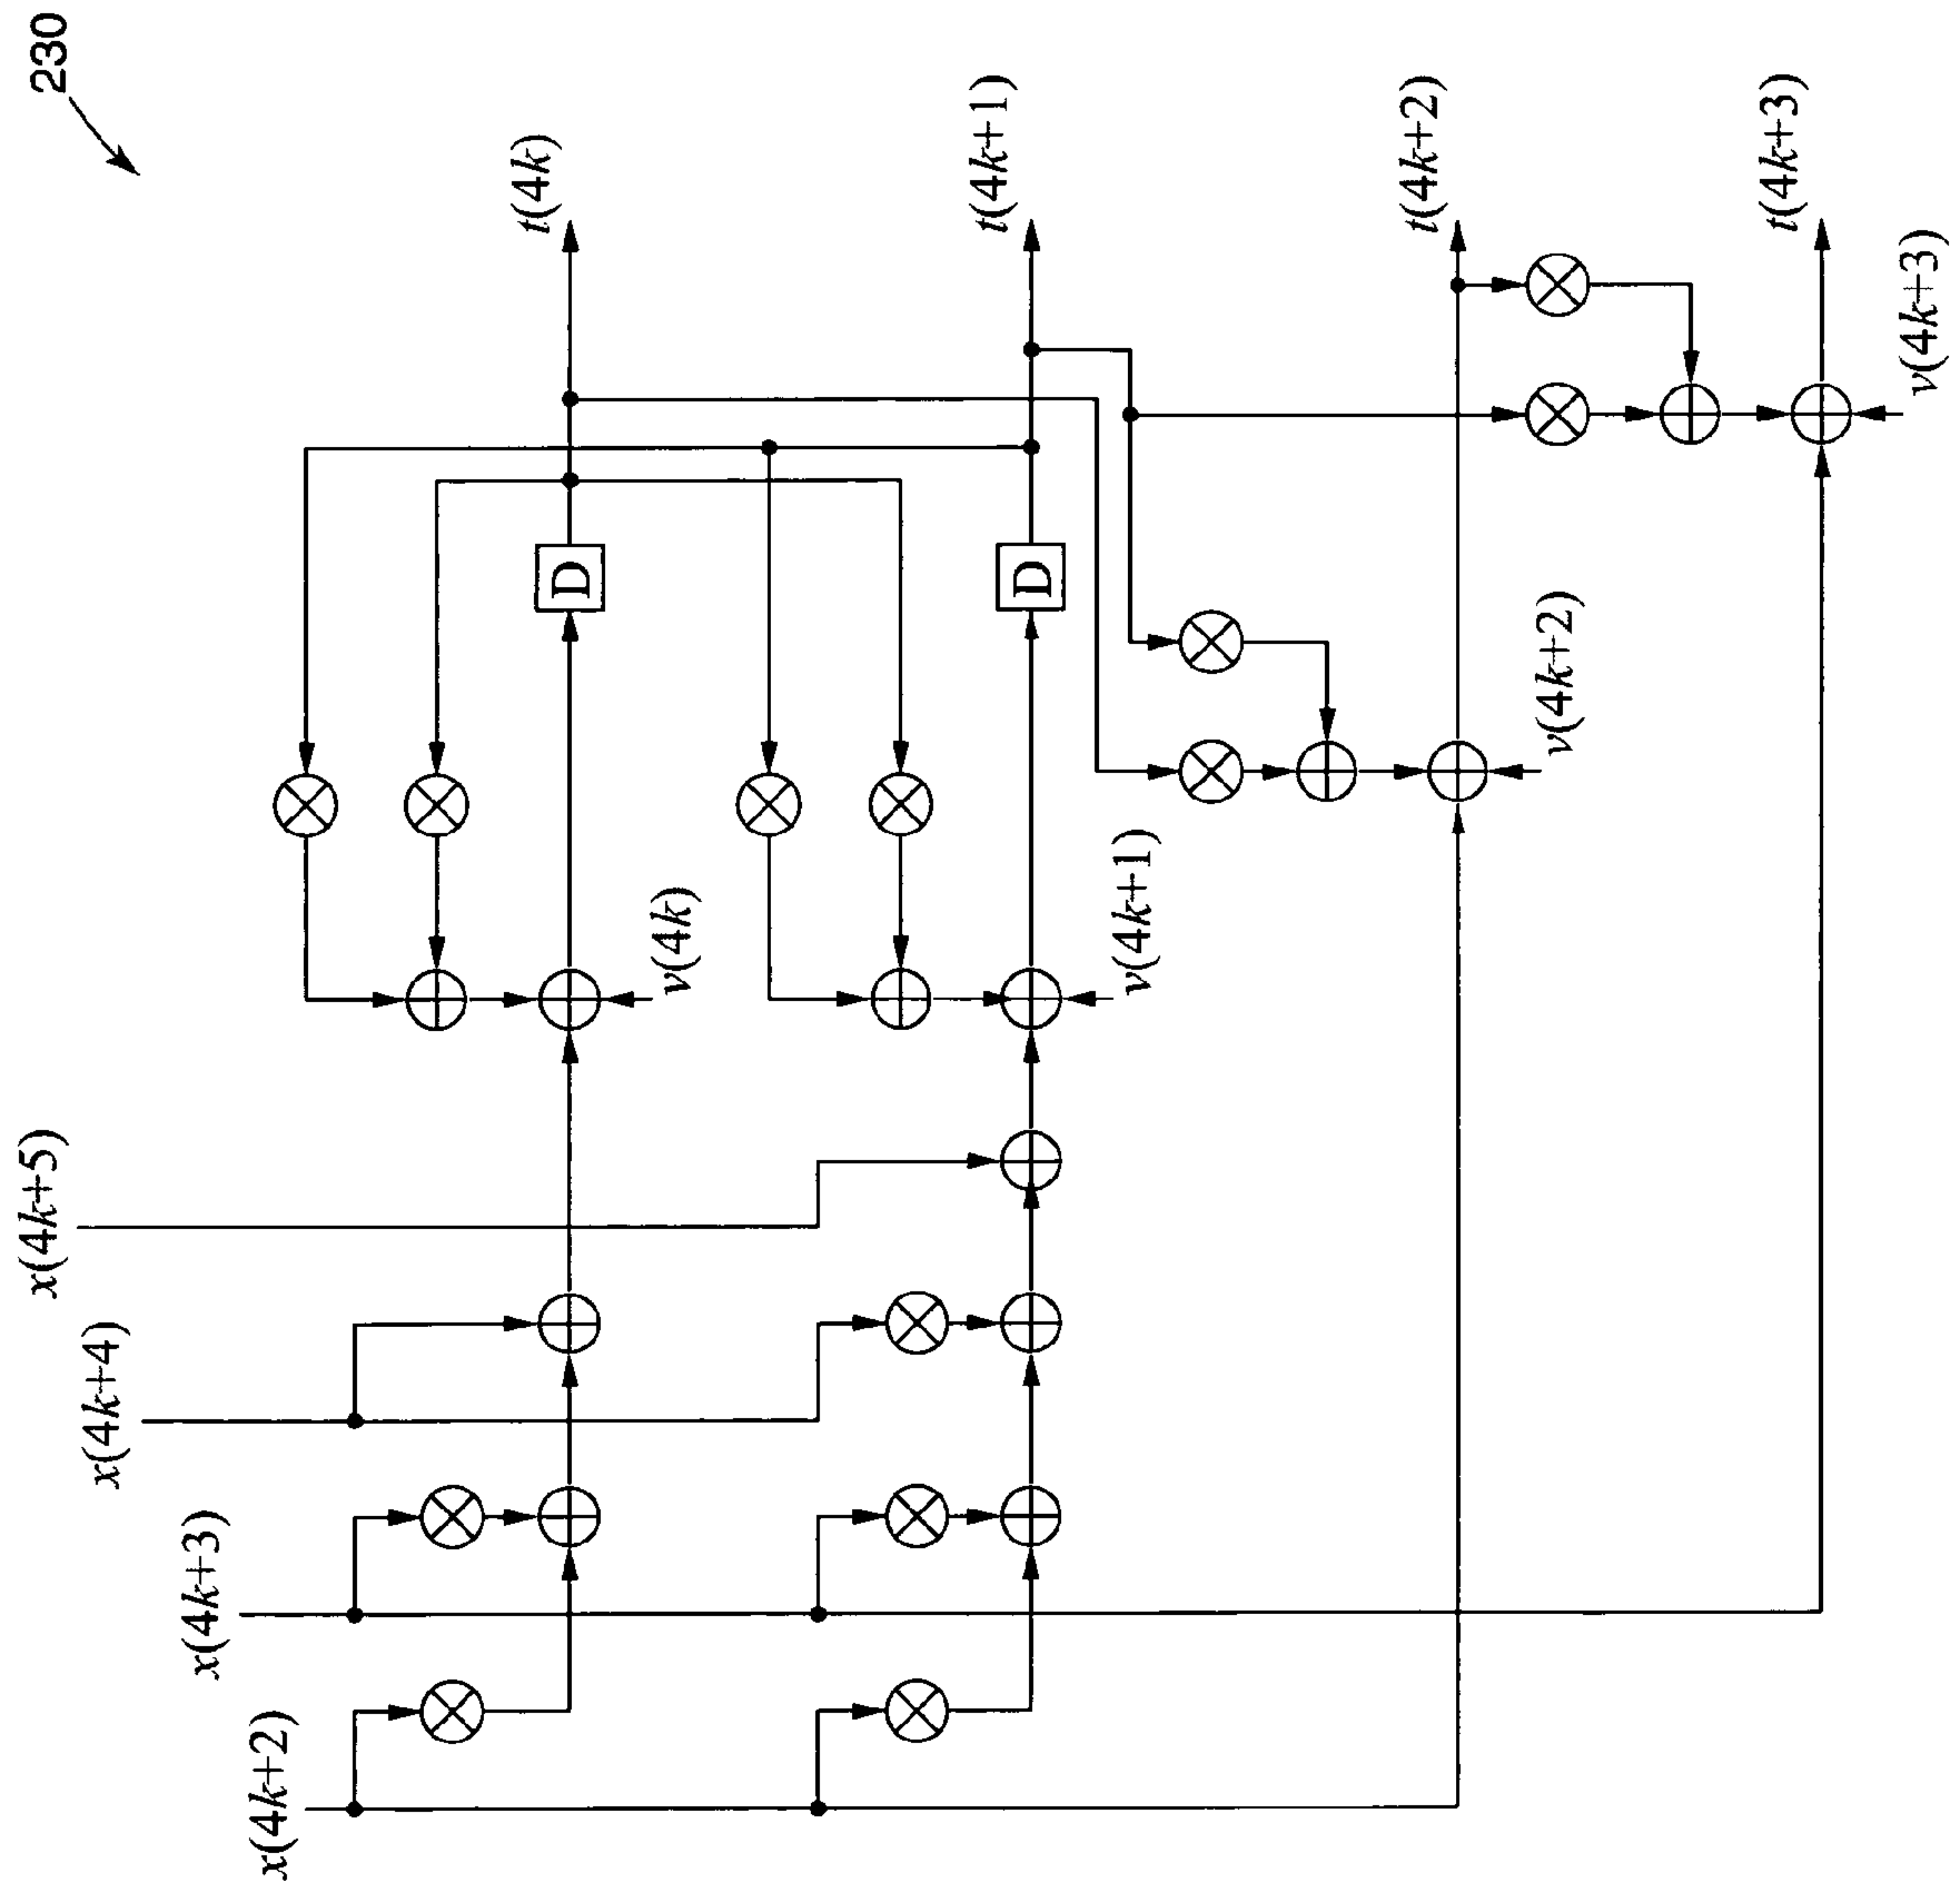 230
x(4k+2)
x(4k+3)
x(4k+4)
x(4k+5)
v(4k)
D
t(4k)
v(4k+1)
D
t(4k+1)
v(4k+2)
t(4k+2)
t(4k+3)
v(4k+3)